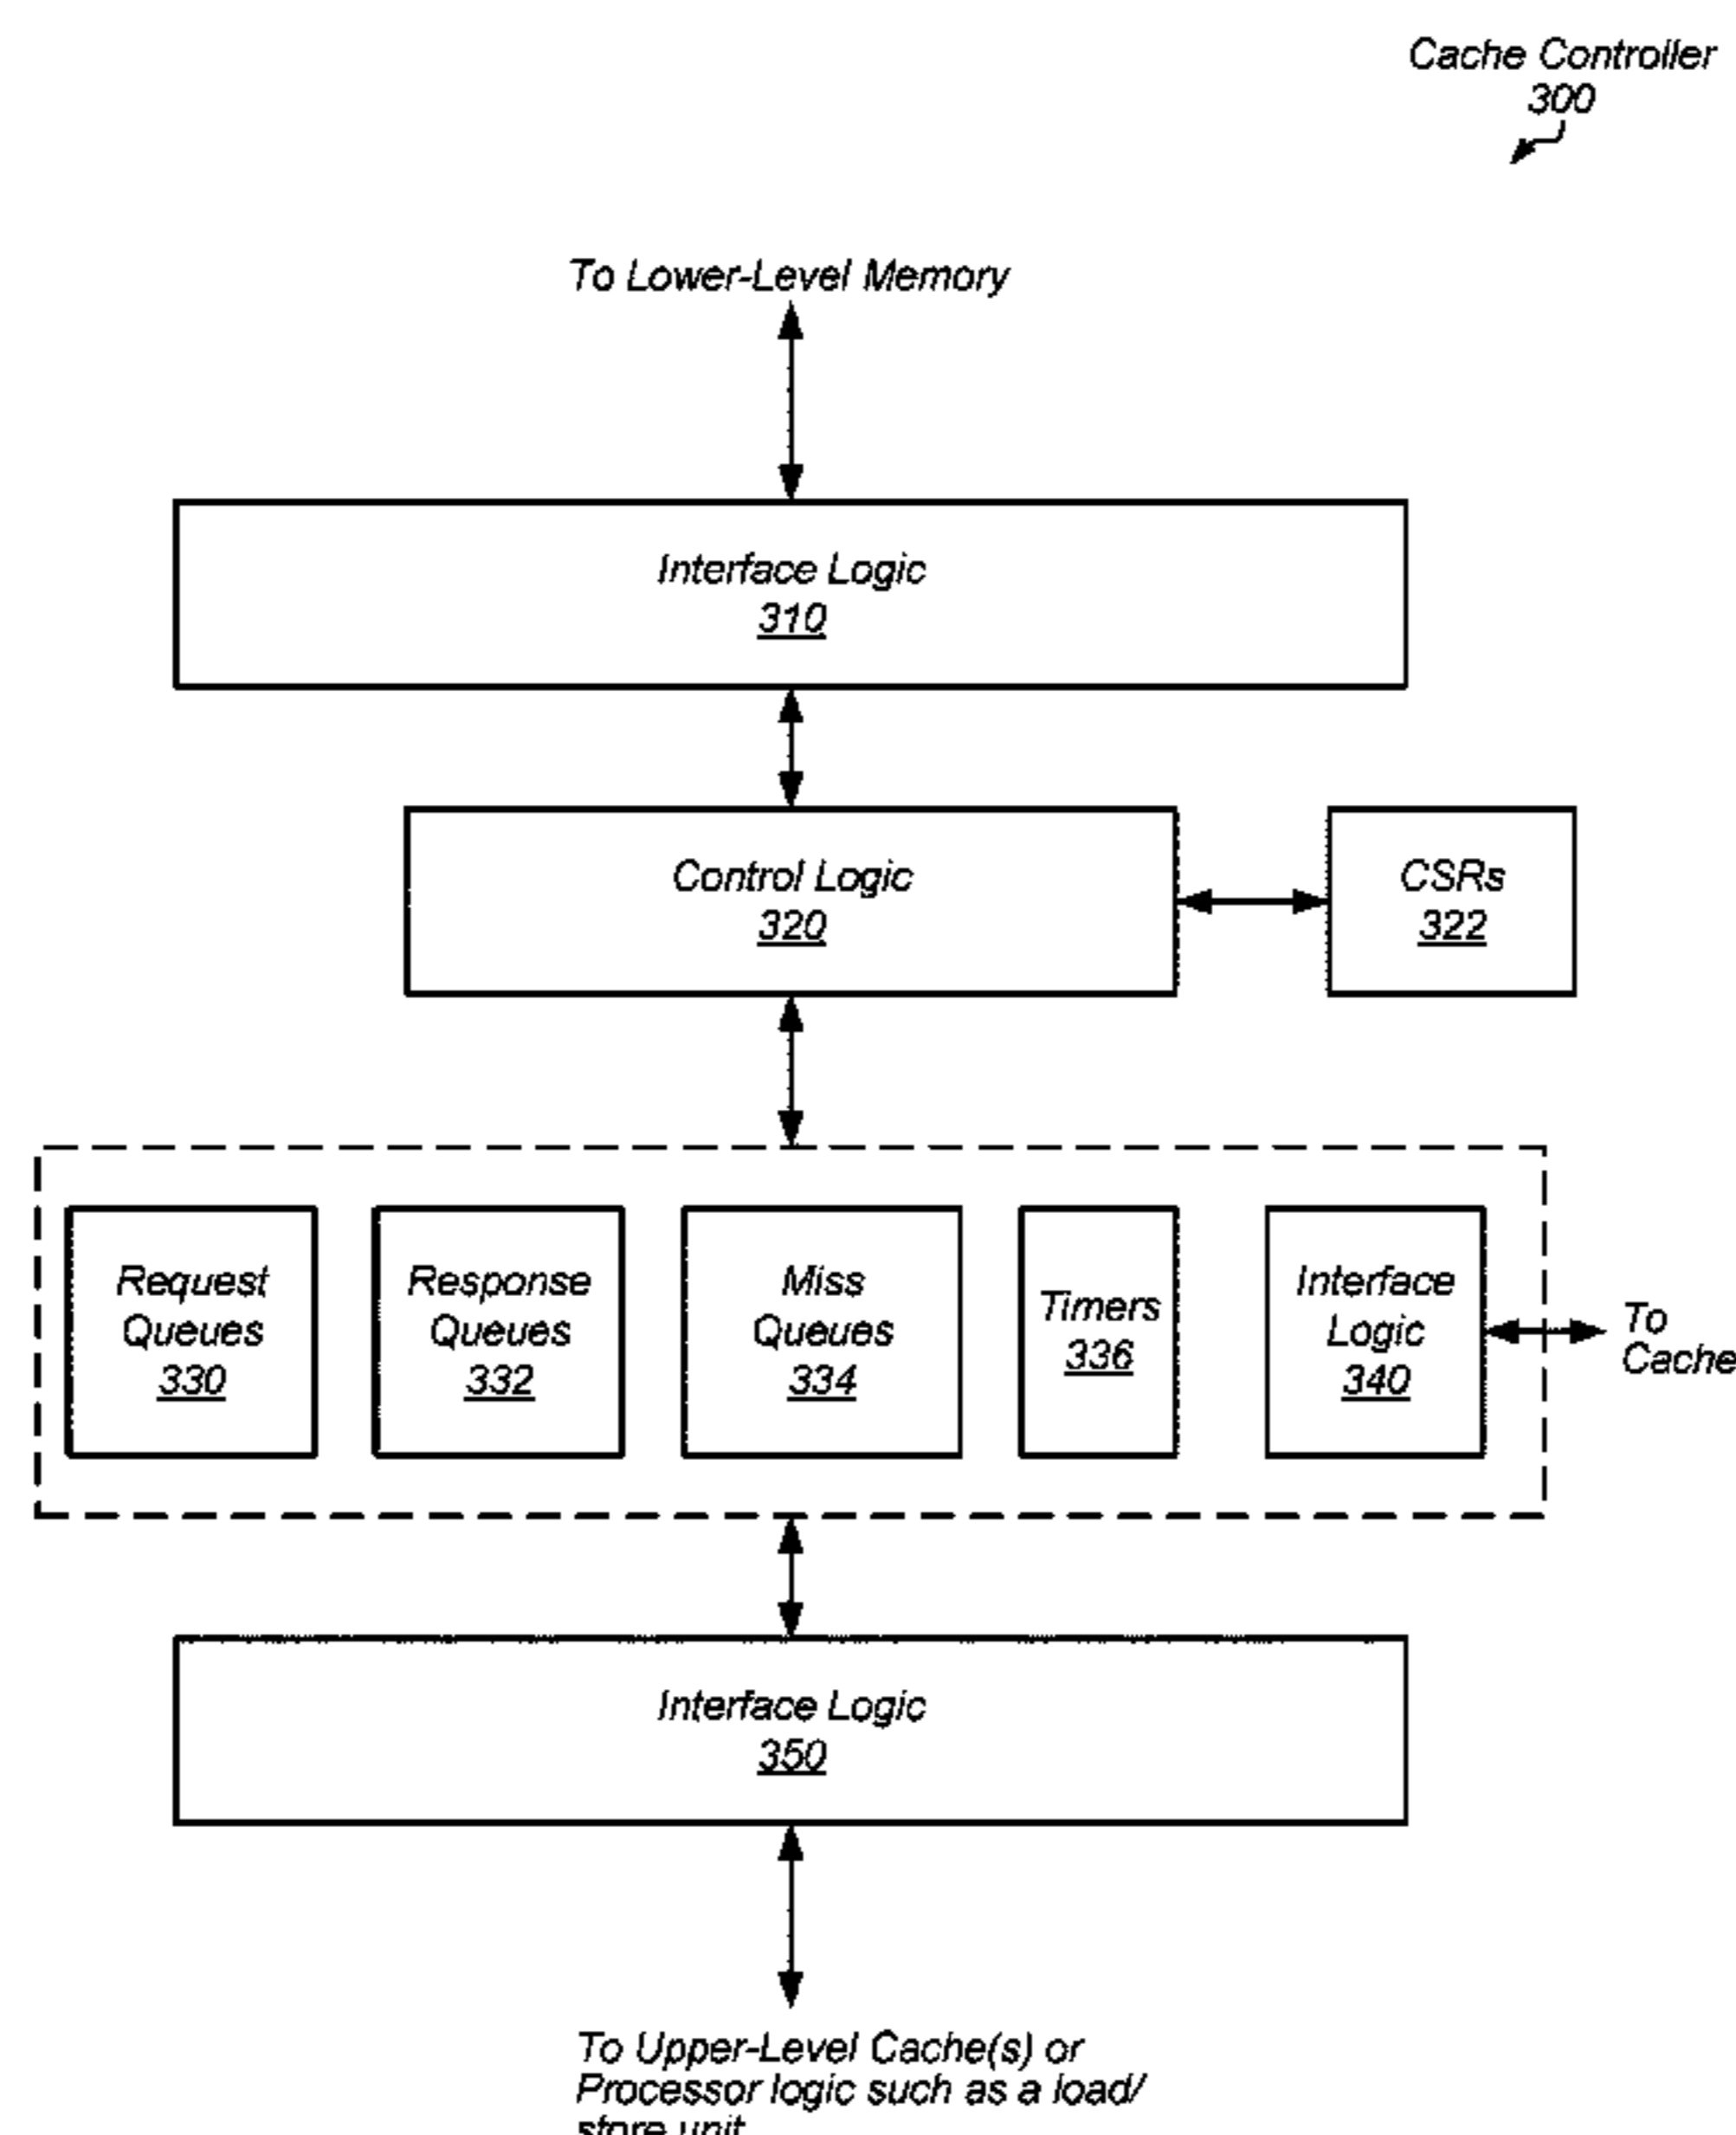 Cache Controller
300
To Lower-Level Memory
Interface Logic
310
Control Logic
320
CSRs
322
Request
Queues
330
Response
Queues
332
Miss
Queues
334
Timers
336
Interface
Logic
340
To
Cache
Interface Logic
350
To Upper-Level Cache(s) or
Processor logic such as a load/
store unit